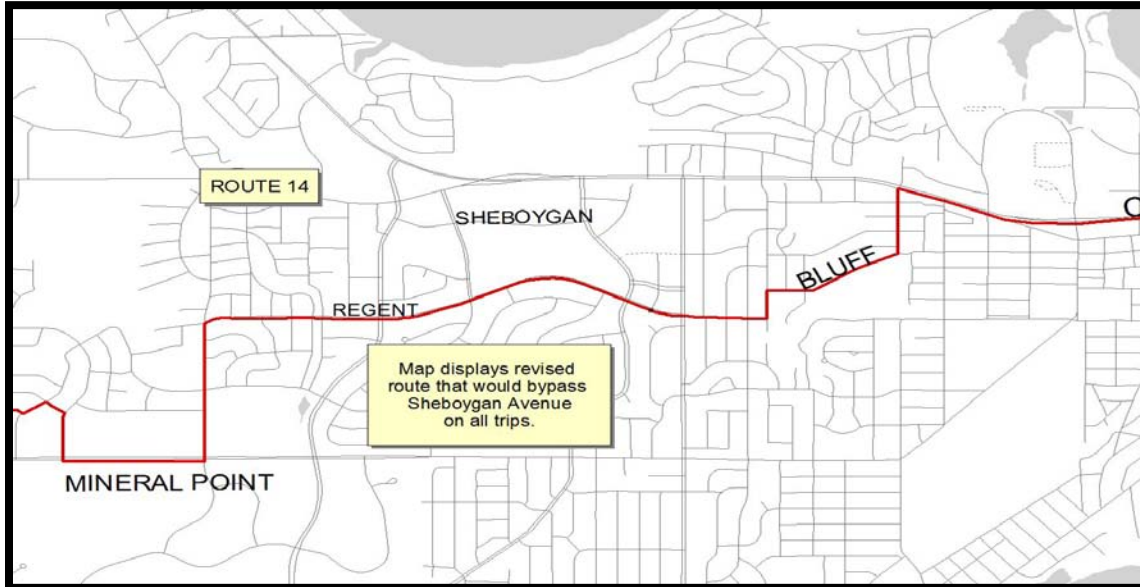 ROUTE 14
SHEBOYGAN
BLUFF
REGENT
Map displays revised
route that would bypass
Sheboygan Avenue
on all trips.
MINERAL POINT